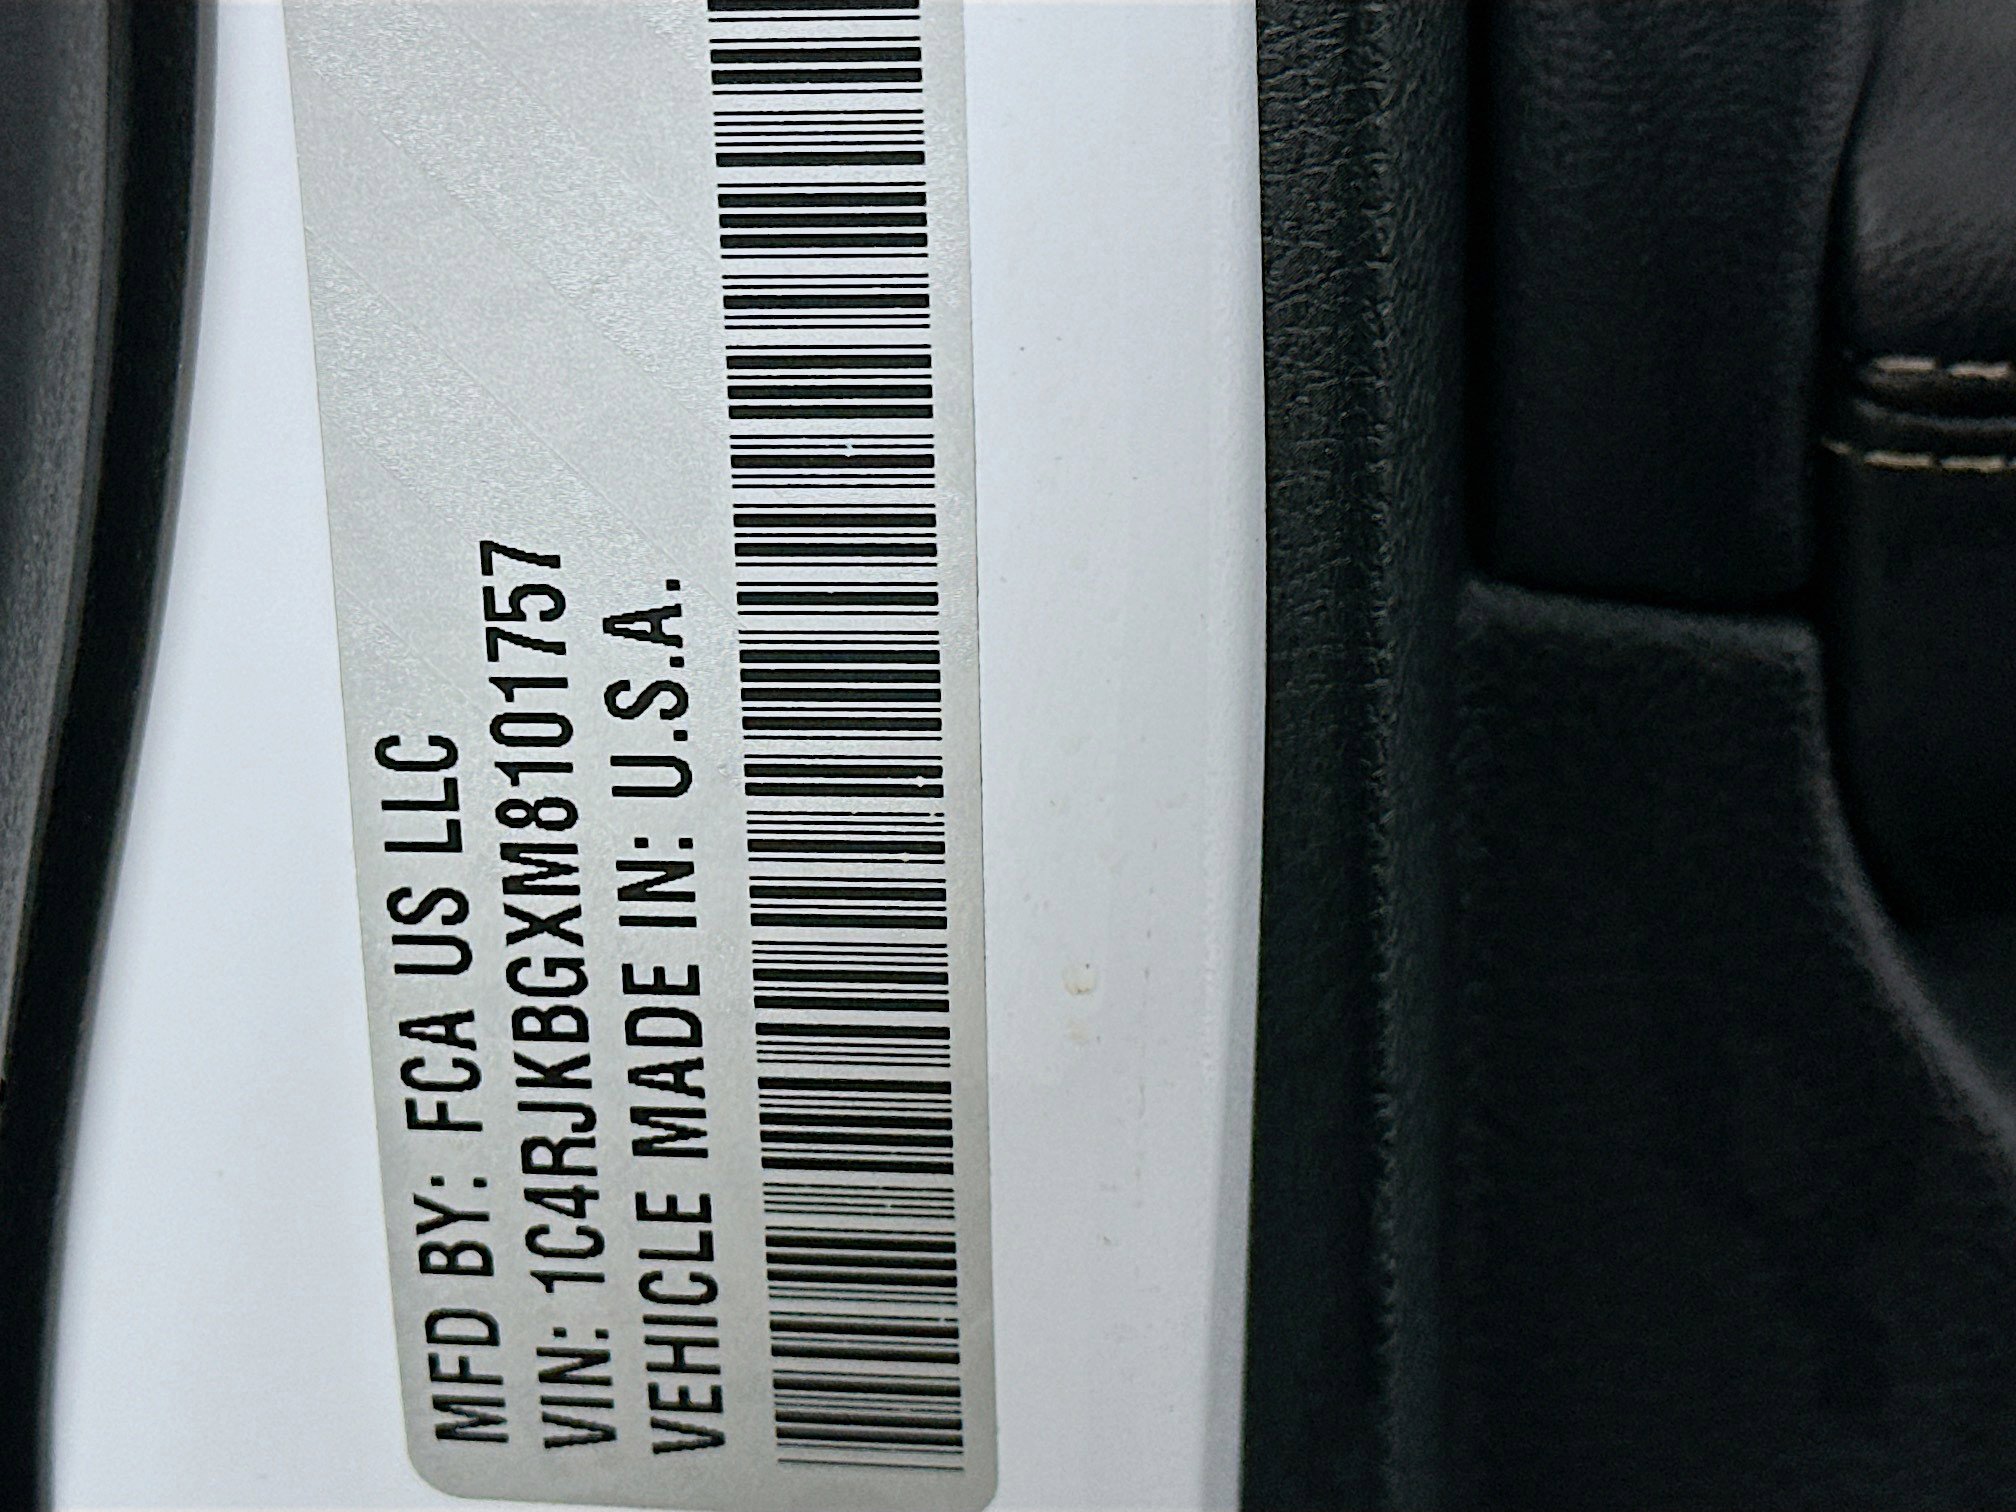 MFD BY: FCA US LLC
VIN: 1C4RJKBGXM8101757
VEHICLE MADE IN: U.S.A.